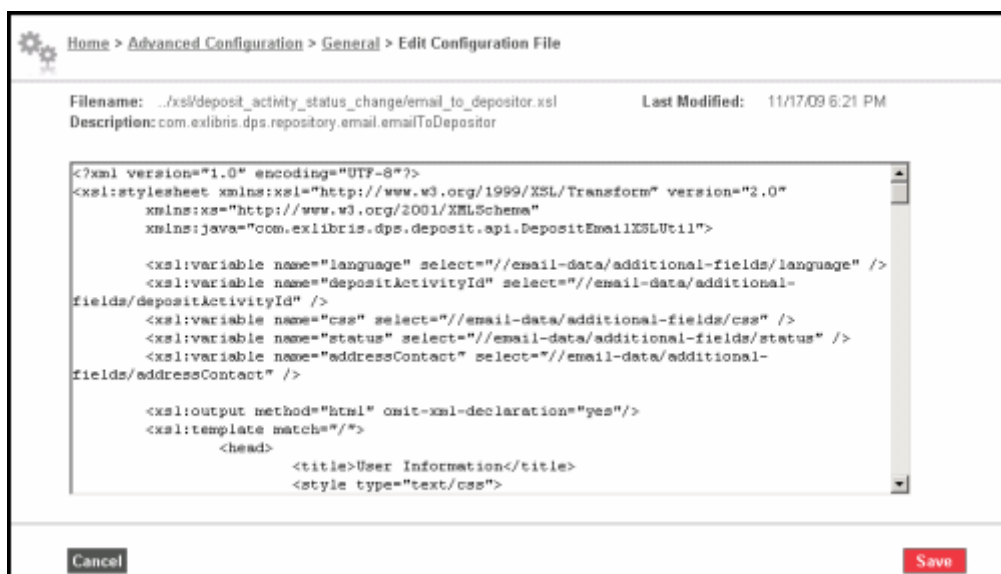 Home > Advanced Configuration > General > Edit Configuration File
Filename: ../xsl/deposit_activity_status_change/email_to_depositor.xsl Last Modified: 11/17/09 6:21 PM
Description: com.exlibris.dps.repository.email.emailToDepositor
<?xml version="1.0" encoding="UTF-8"?>
<xsl:stylesheet xmlns:xsl="http://www.w3.org/1999/XSL/Transform" version="2.0"
xmlns:xs="http://www.w3.org/2001/XMLSchema"
xmlns:java="com.exlibris.dps.deposit.api.DepositEmailXSLUtil">
<xsl:variable name="language" select="//email-data/additional-fields/language" />
<xsl:variable name="depositActivityId" select="//email-data/additional-
fields/depositActivityId" />
<xsl:variable name="css" select="//email-data/additional-fields/css" />
<xsl:variable name="status" select="//email-data/additional-fields/status" />
<xsl:variable name="addressContact" select="//email-data/additional-
fields/addressContact" />
<xsl:output method="html" omit-xml-declaration="yes"/>
<xsl:template match="/">
<head>
<title>User Information</title>
<style type="text/css">
Cancel Save